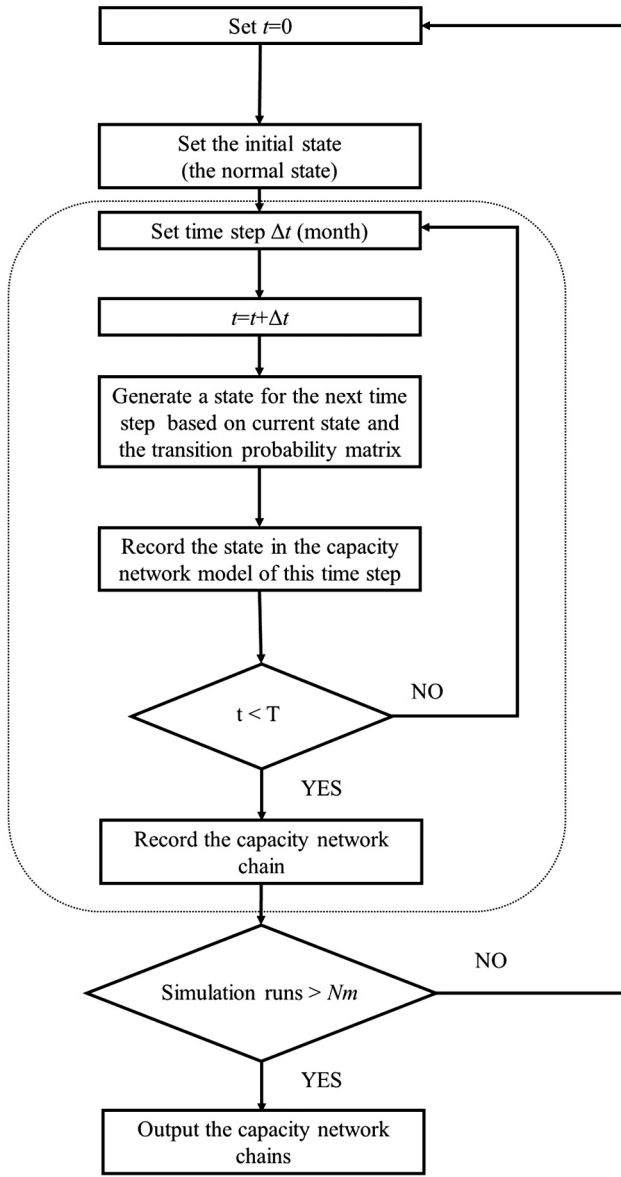 Set t=0
Set the initial state
(the normal state)
Set time step Δt (month)
t=t+Δt
Generate a state for the next time
step based on current state and
the transition probability matrix
Record the state in the capacity
network model of this time step
t < T
NO
YES
Record the capacity network
chain
Simulation runs > Nm
NO
YES
Output the capacity network
chains